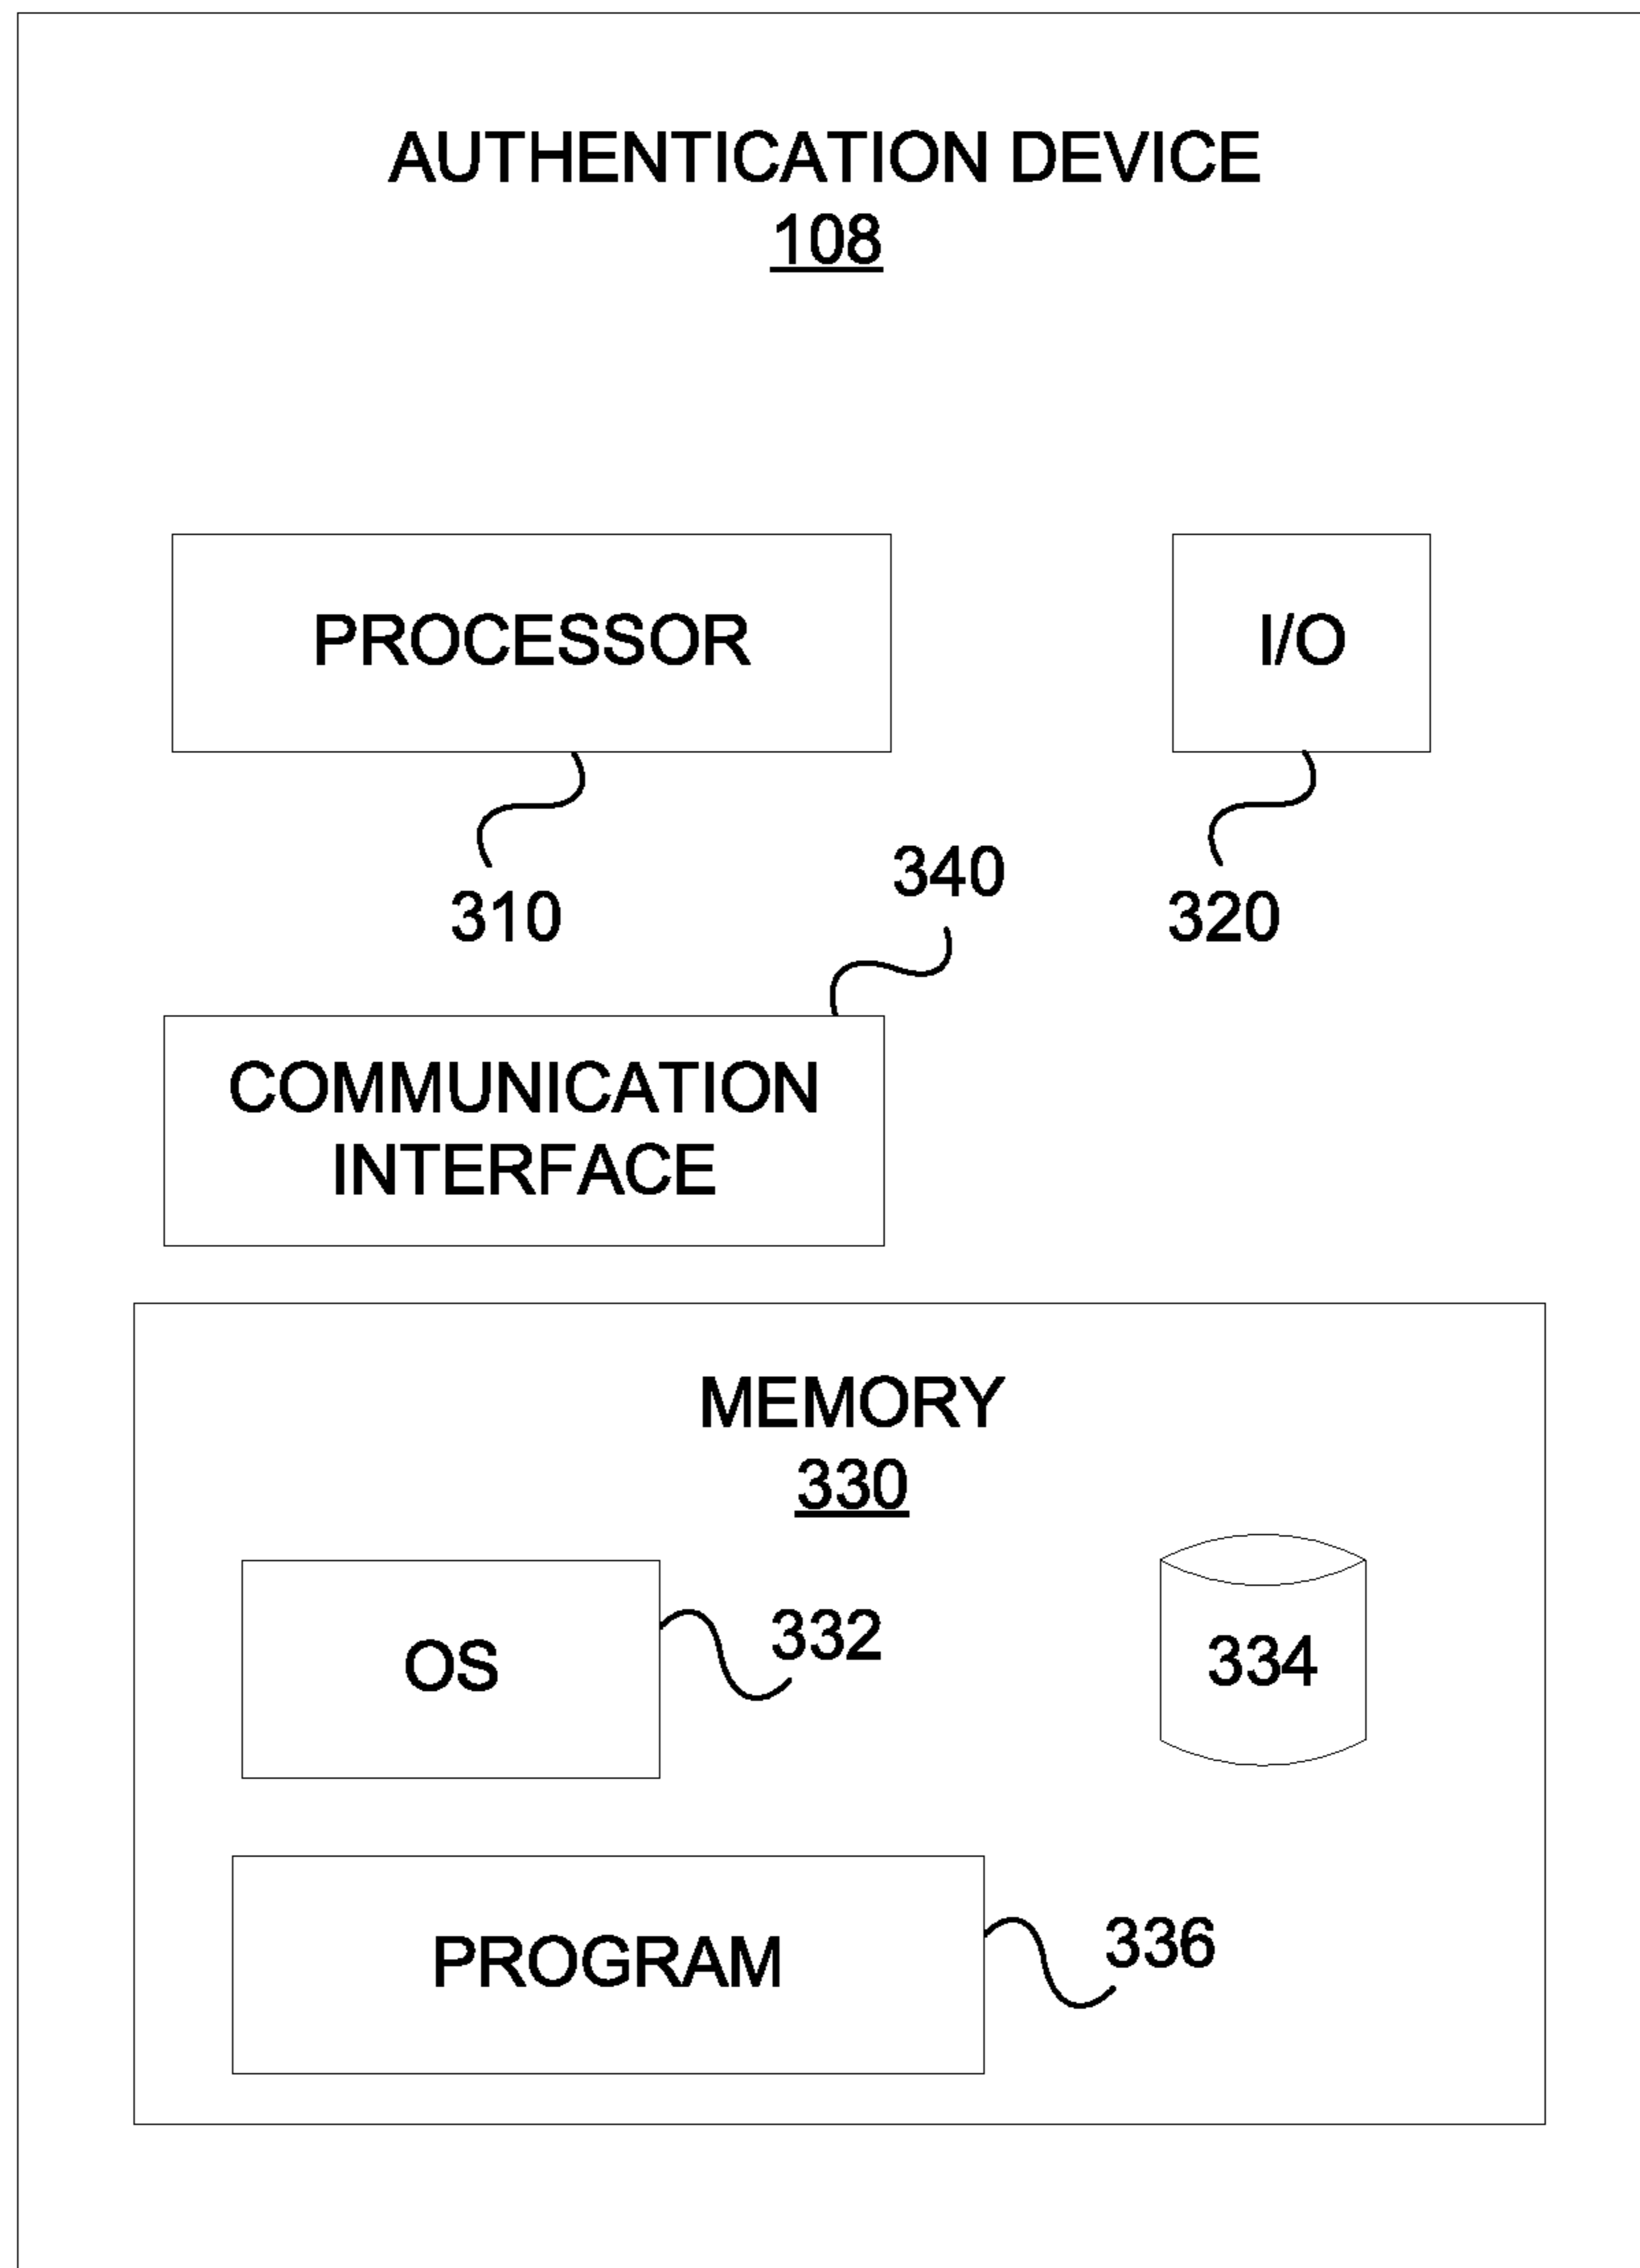 AUTHENTICATION DEVICE
108
PROCESSOR
I/O
310
340
320
COMMUNICATION
INTERFACE
MEMORY
330
OS
332
334
PROGRAM
336